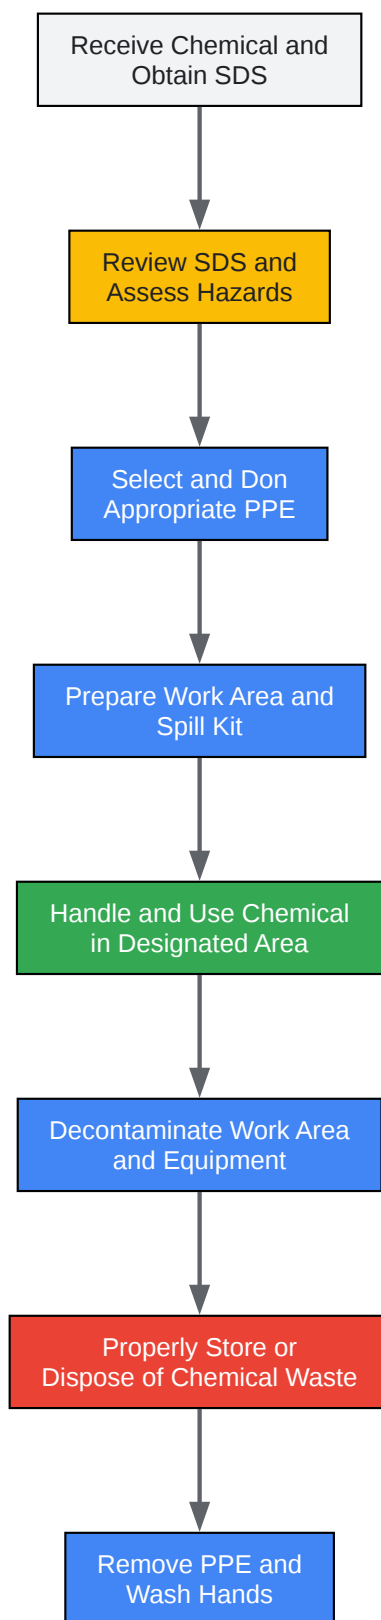 Receive Chemical and
Obtain SDS
Review SDS and
Assess Hazards
Select and Don
Appropriate PPE
Prepare Work Area and
Spill Kit
Handle and Use Chemical
in Designated Area
Decontaminate Work Area
and Equipment
Properly Store or
Dispose of Chemical Waste
Remove PPE and
Wash Hands